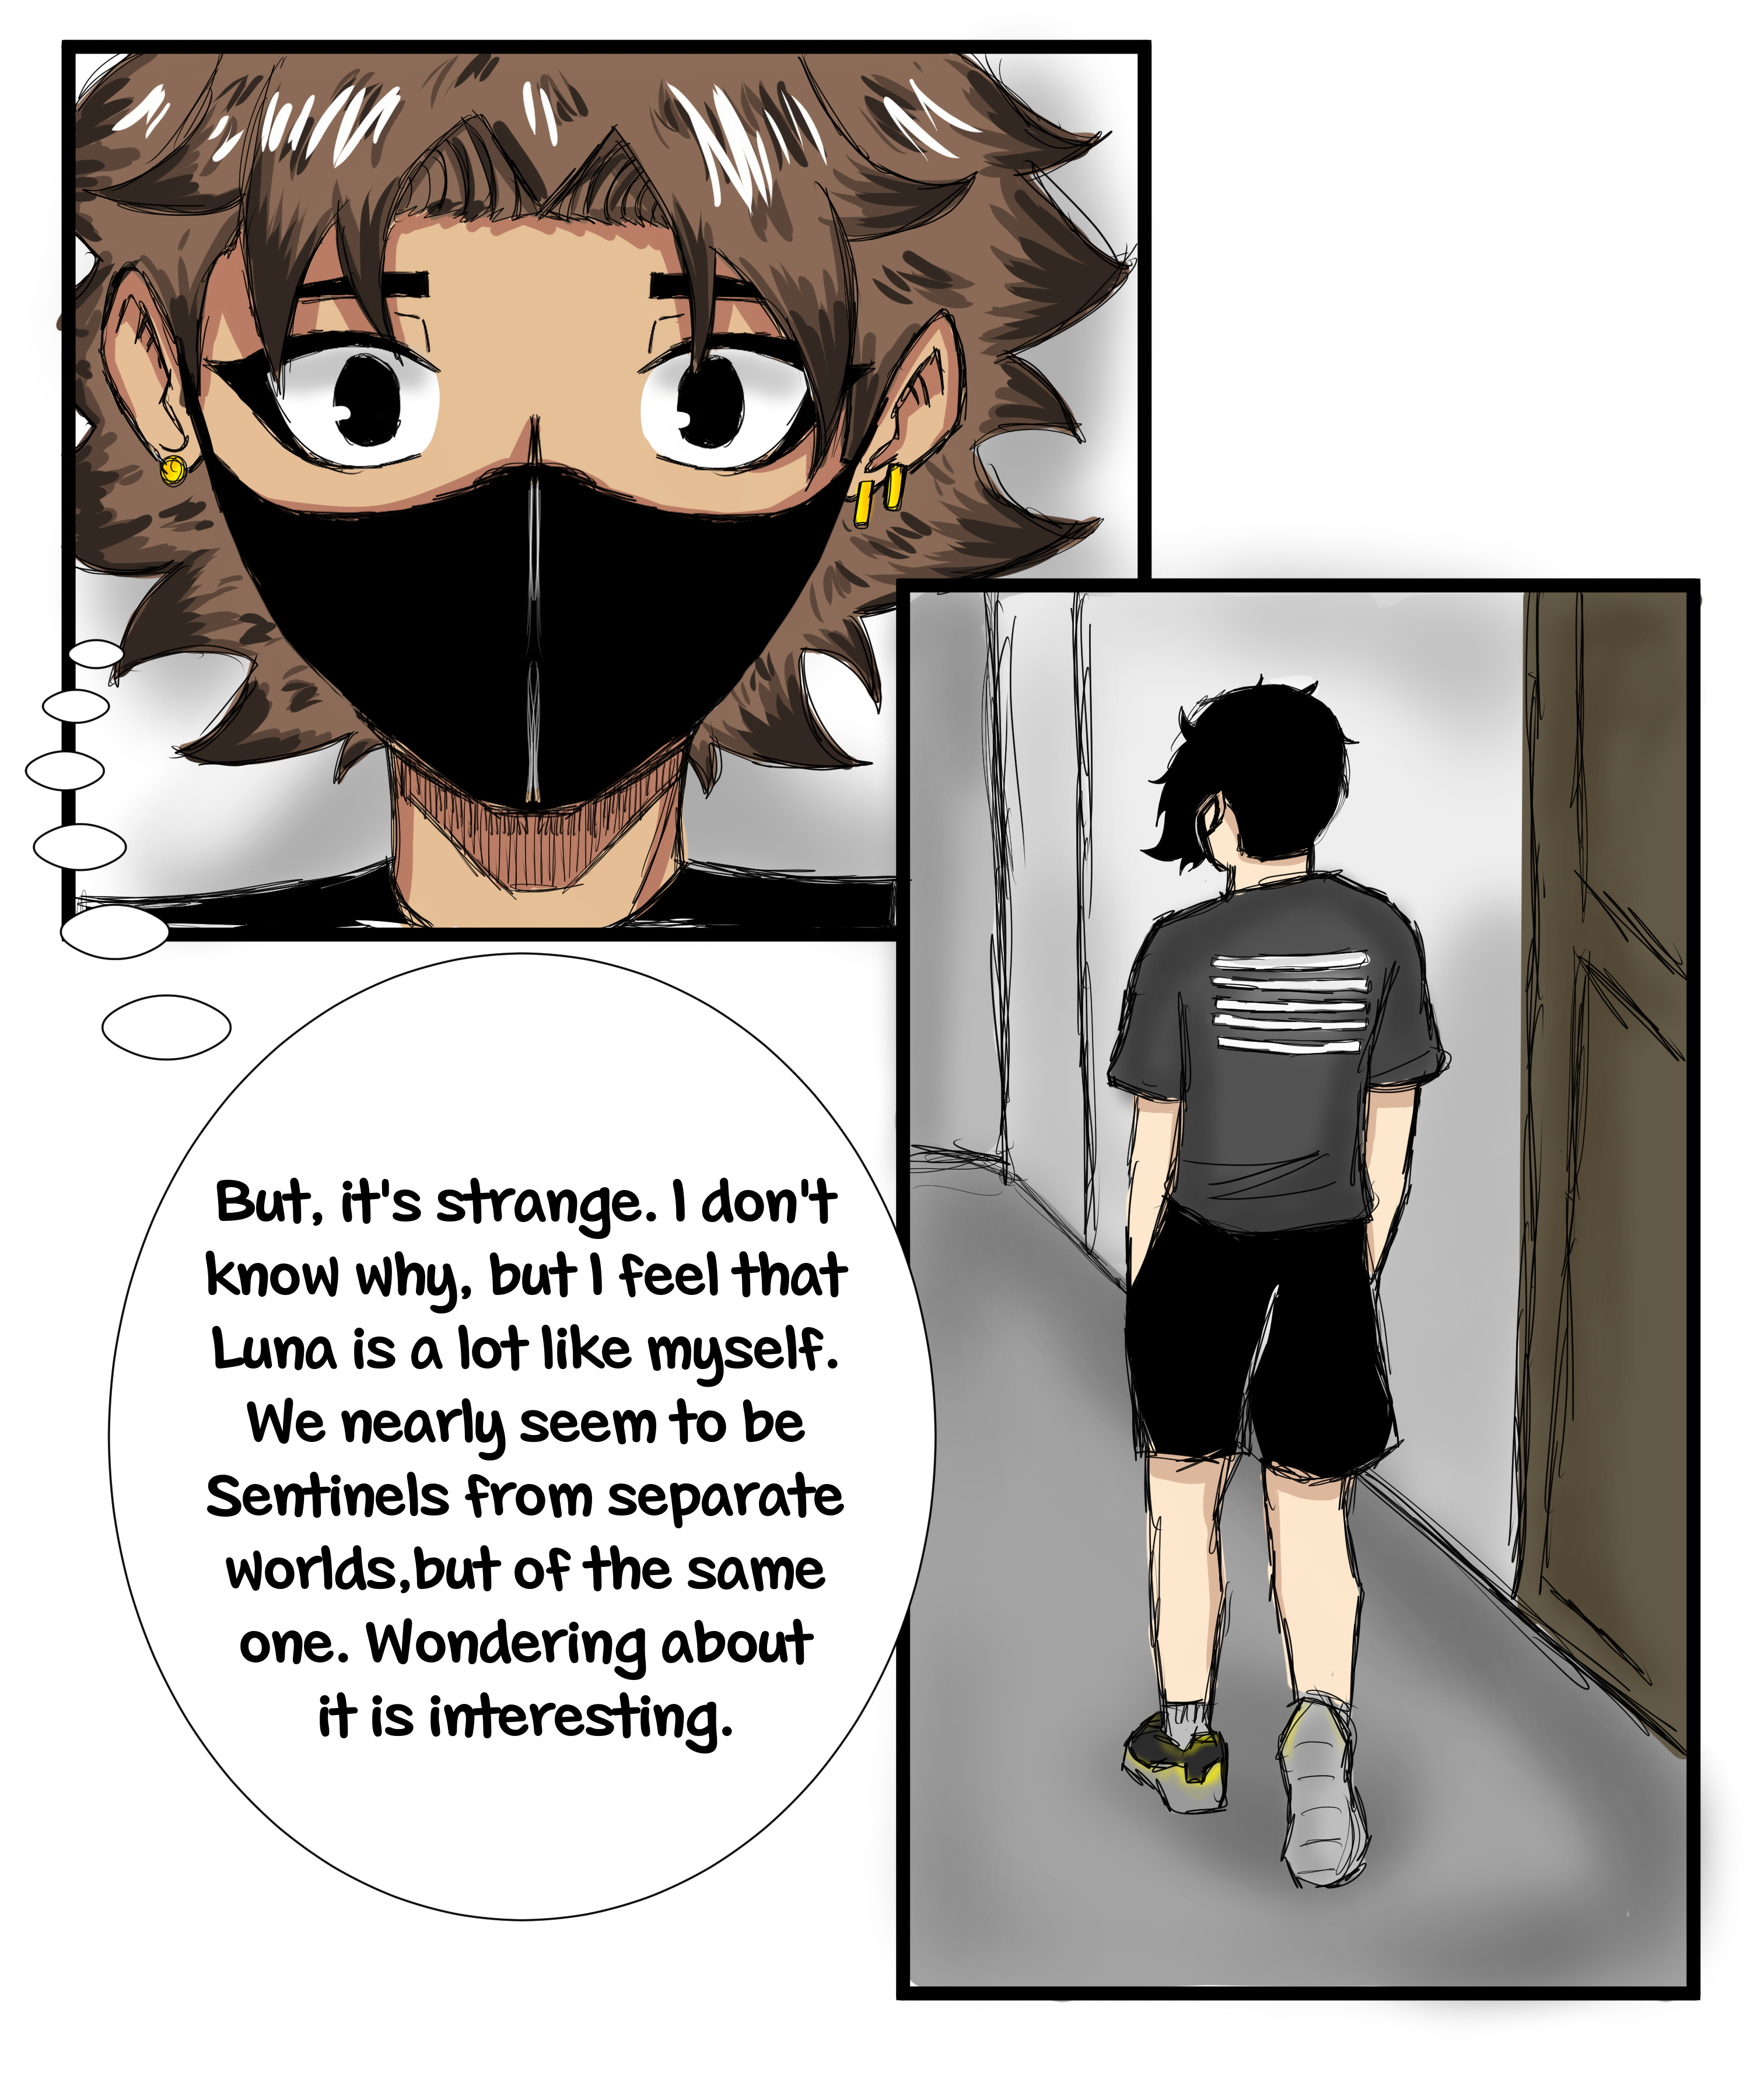 But, it's strange. I don't
know why, but I feel that
Luna is a lot like myself.
We nearly seem to be
Sentinels from separate
worlds,but of the same
one. Wondering about
it is interesting.